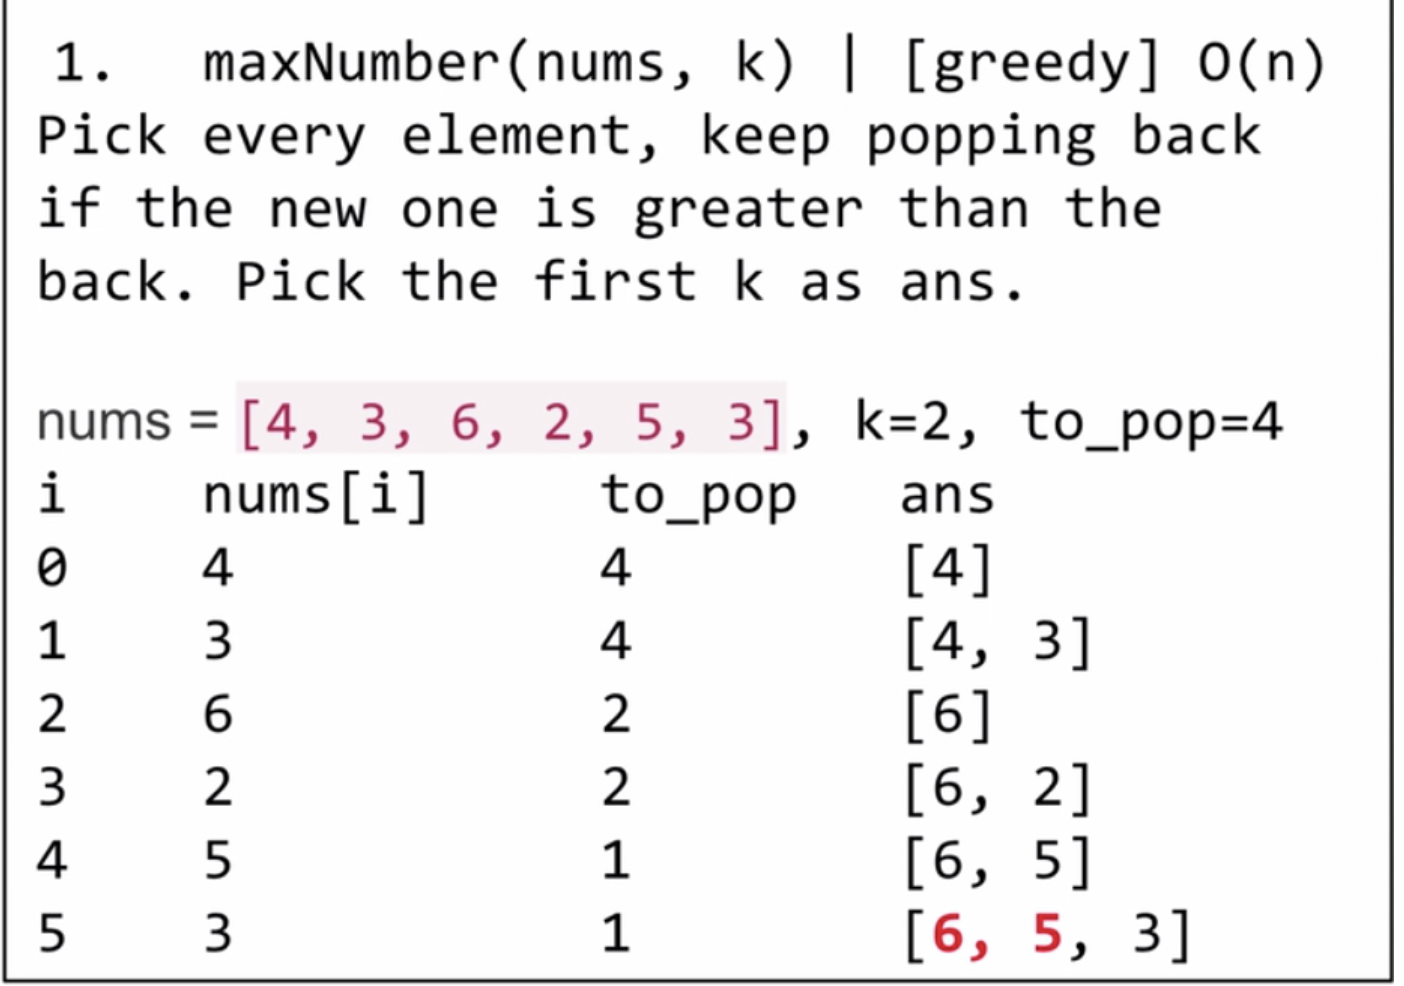 1. maxNumber(nums, k) | [greedy] O(n)
Pick every element, keep popping back
if the new one is greater than the
back. Pick the first k as ans.
nums = [4, 3, 6, 2, 5, 3], k=2, to_pop=4
i nums[i] to_pop ans
0 4 4 [4]
1 3 4 [4, 3]
2 6 2 [6]
3 2 2 [6, 2]
4 5 1 [6, 5]
5 3 1 [6, 5, 3]